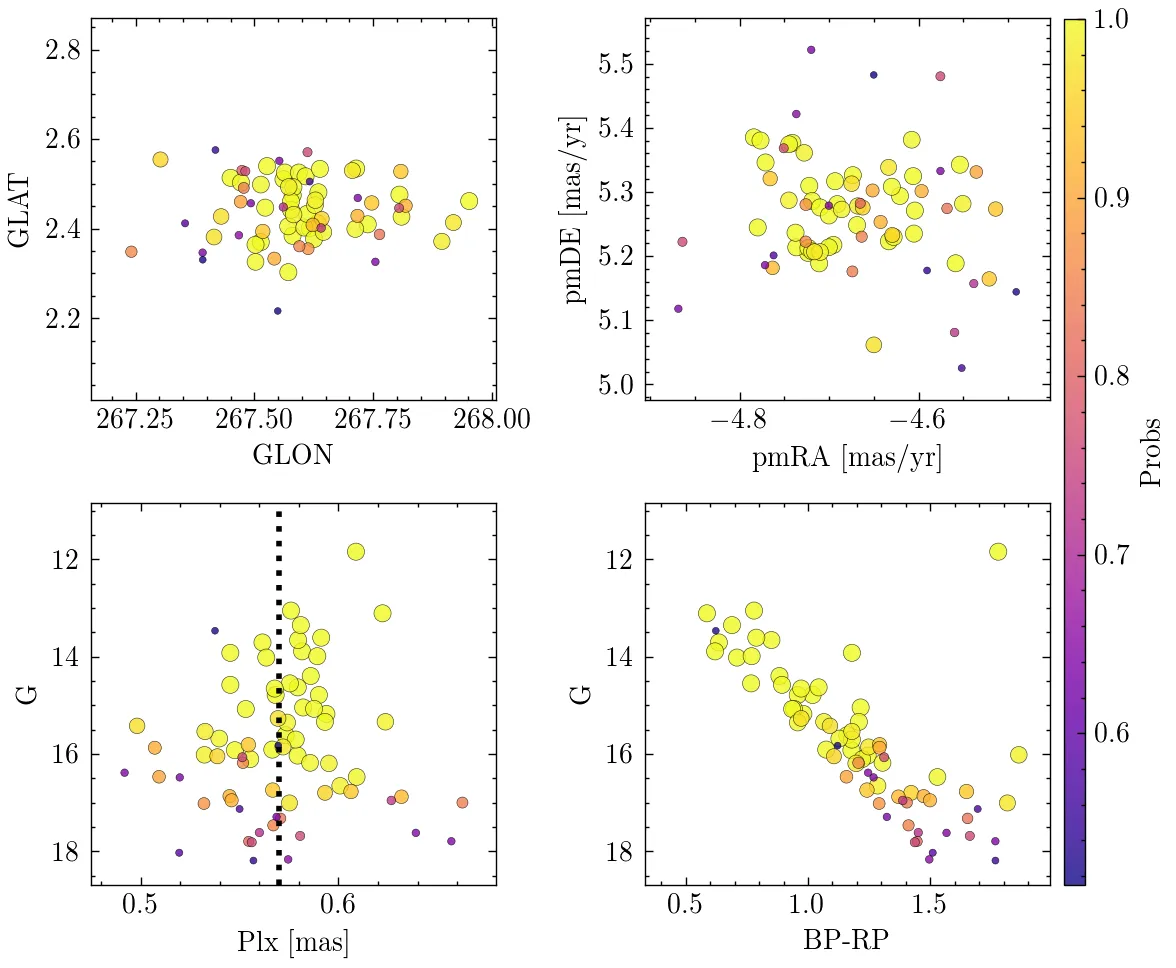 2.8
2.6
2.4
2.2
GLAT
267.25 267.50 267.75 268.00
GLON
5.5
5.4
5.3
5.2
5.1
5.0
pmDE [mas/yr]
−4.8 −4.6
pmRA [mas/yr]
1.0
0.9
0.8
0.7
0.6
Probs
12
14
16
18
G
0.5 0.6
Plx [mas]
12
14
16
18
G
0.5 1.0 1.5
BP-RP